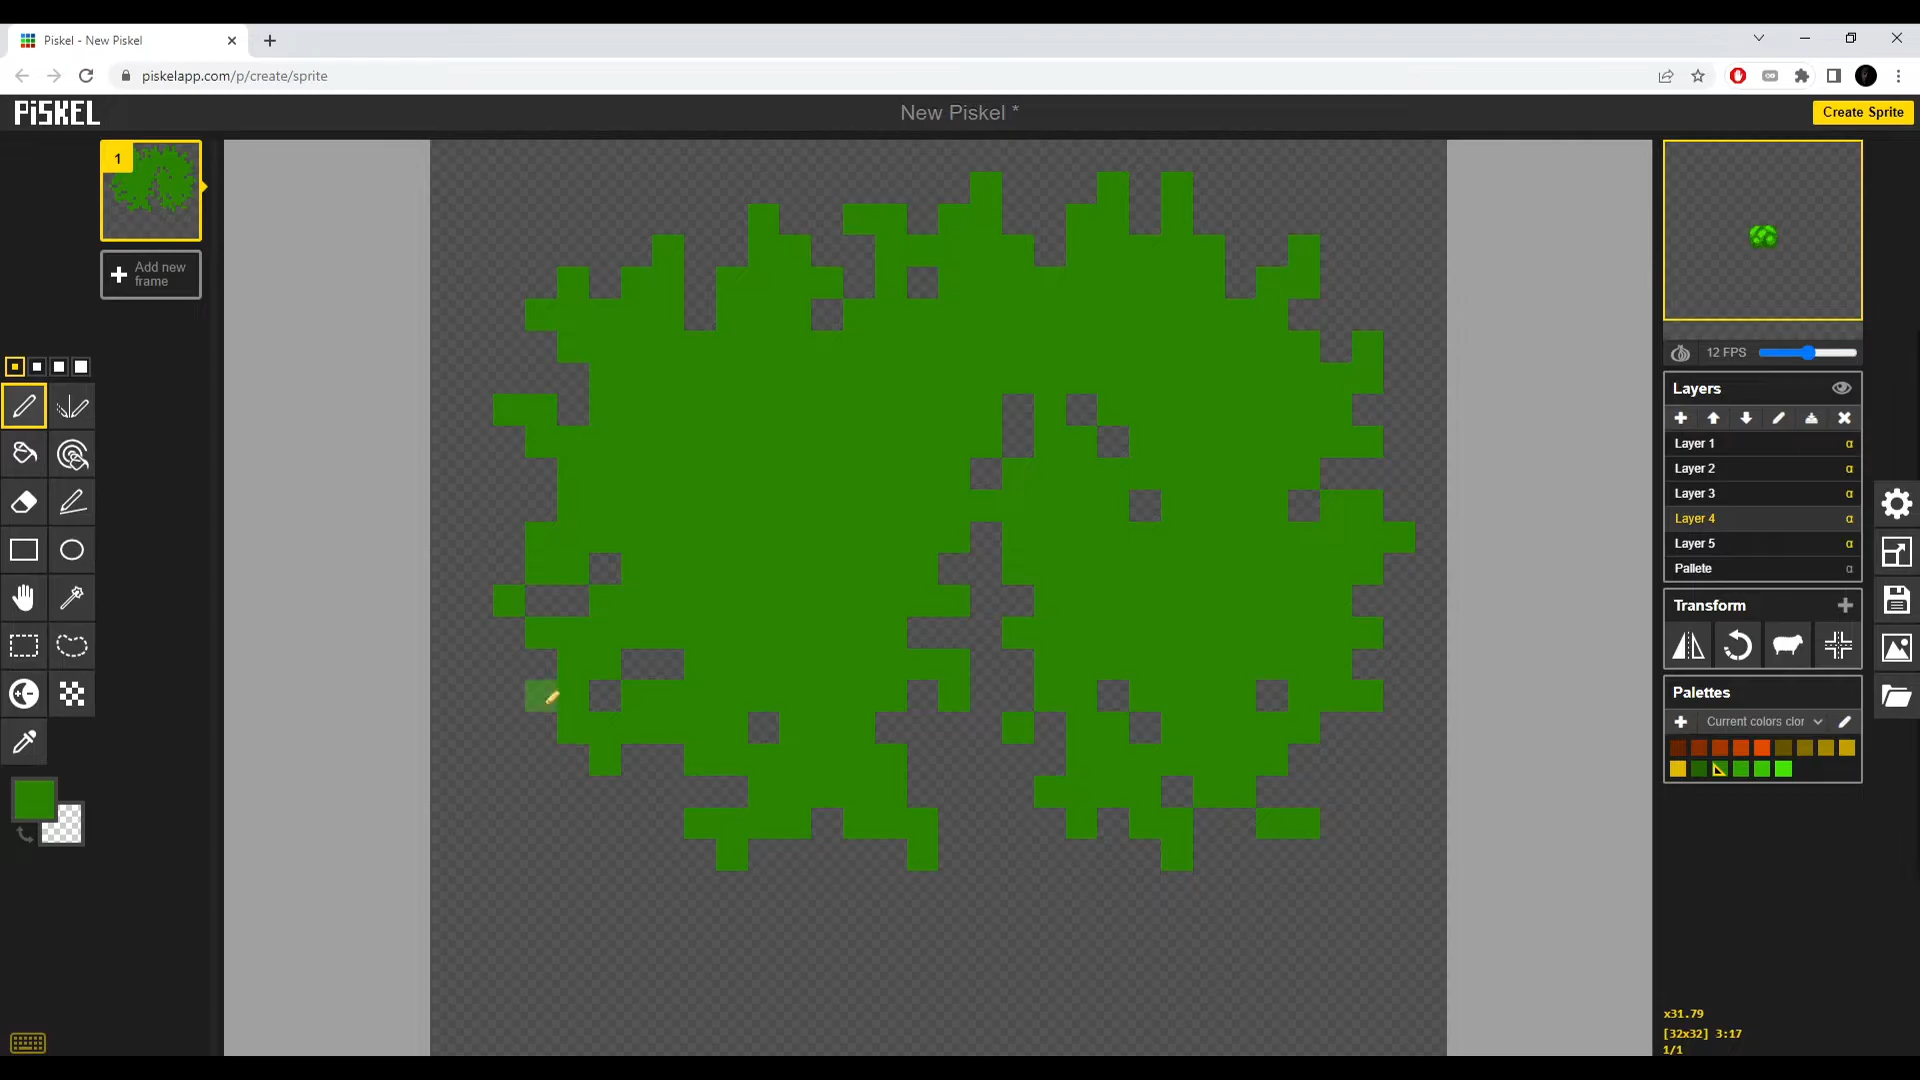 Piskel - New Piskel
piskelapp.com/p/create/sprite
PiSKEL
New Piskel *
Create Sprite
1
Add new
frame
12 FPS
Layers
Layer 1 α
Layer 2 α
Layer 3 α
Layer 4 α
Layer 5 α
Pallete α
Transform
Palettes
Current colors clor
x31.79
[32x32] 3:17
1/1